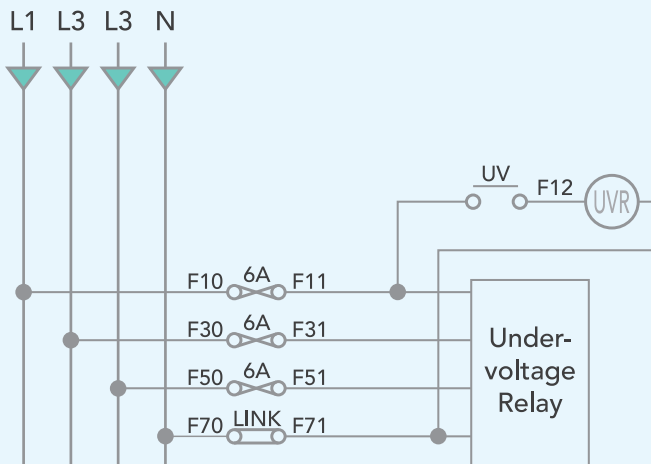 L1 L3 L3 N
UV
F12
UVR
F10 6A F11
F30 6A F31
F50 6A F51
F70 LINK F71
Under-
voltage
Relay